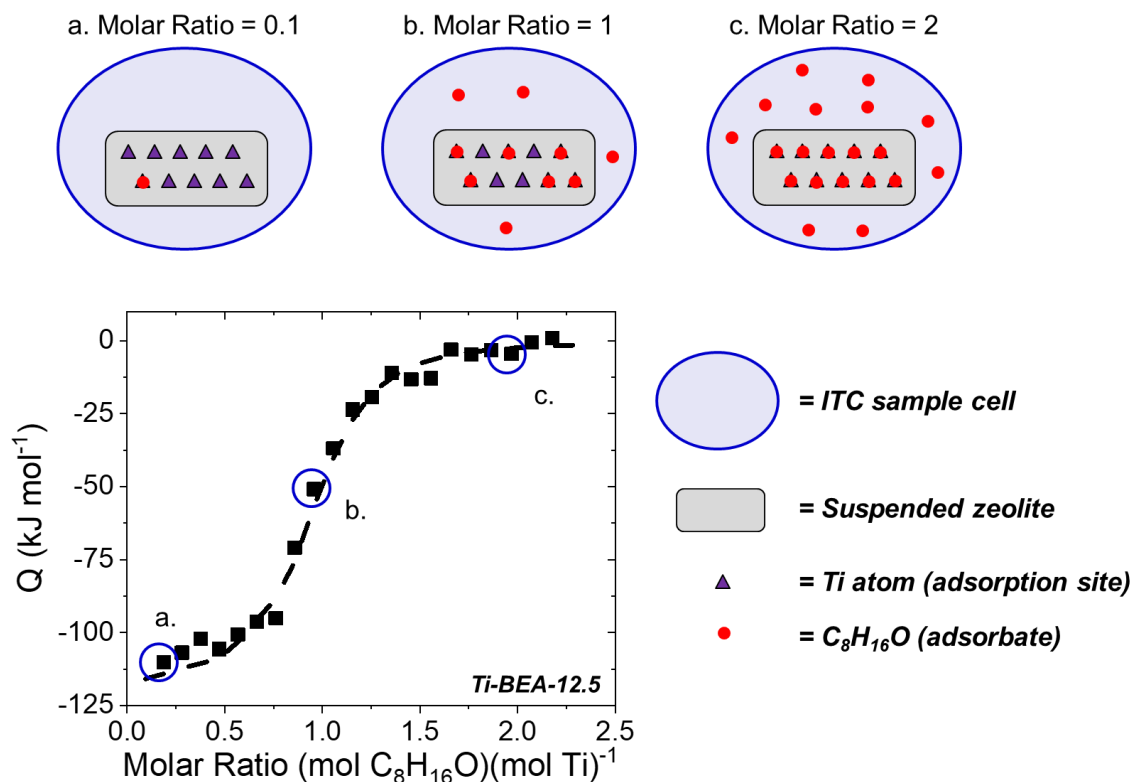 a. Molar Ratio = 0.1
b. Molar Ratio = 1
c. Molar Ratio = 2
0
-25
-50
-75
-100
-125
Q (kJ mol⁻¹)
a.
b.
c.
Ti-BEA-12.5
0.0 0.5 1.0 1.5 2.0 2.5
Molar Ratio (mol C₈H₁₆O)(mol Ti)⁻¹
= ITC sample cell
= Suspended zeolite
= Ti atom (adsorption site)
= C₈H₁₆O (adsorbate)